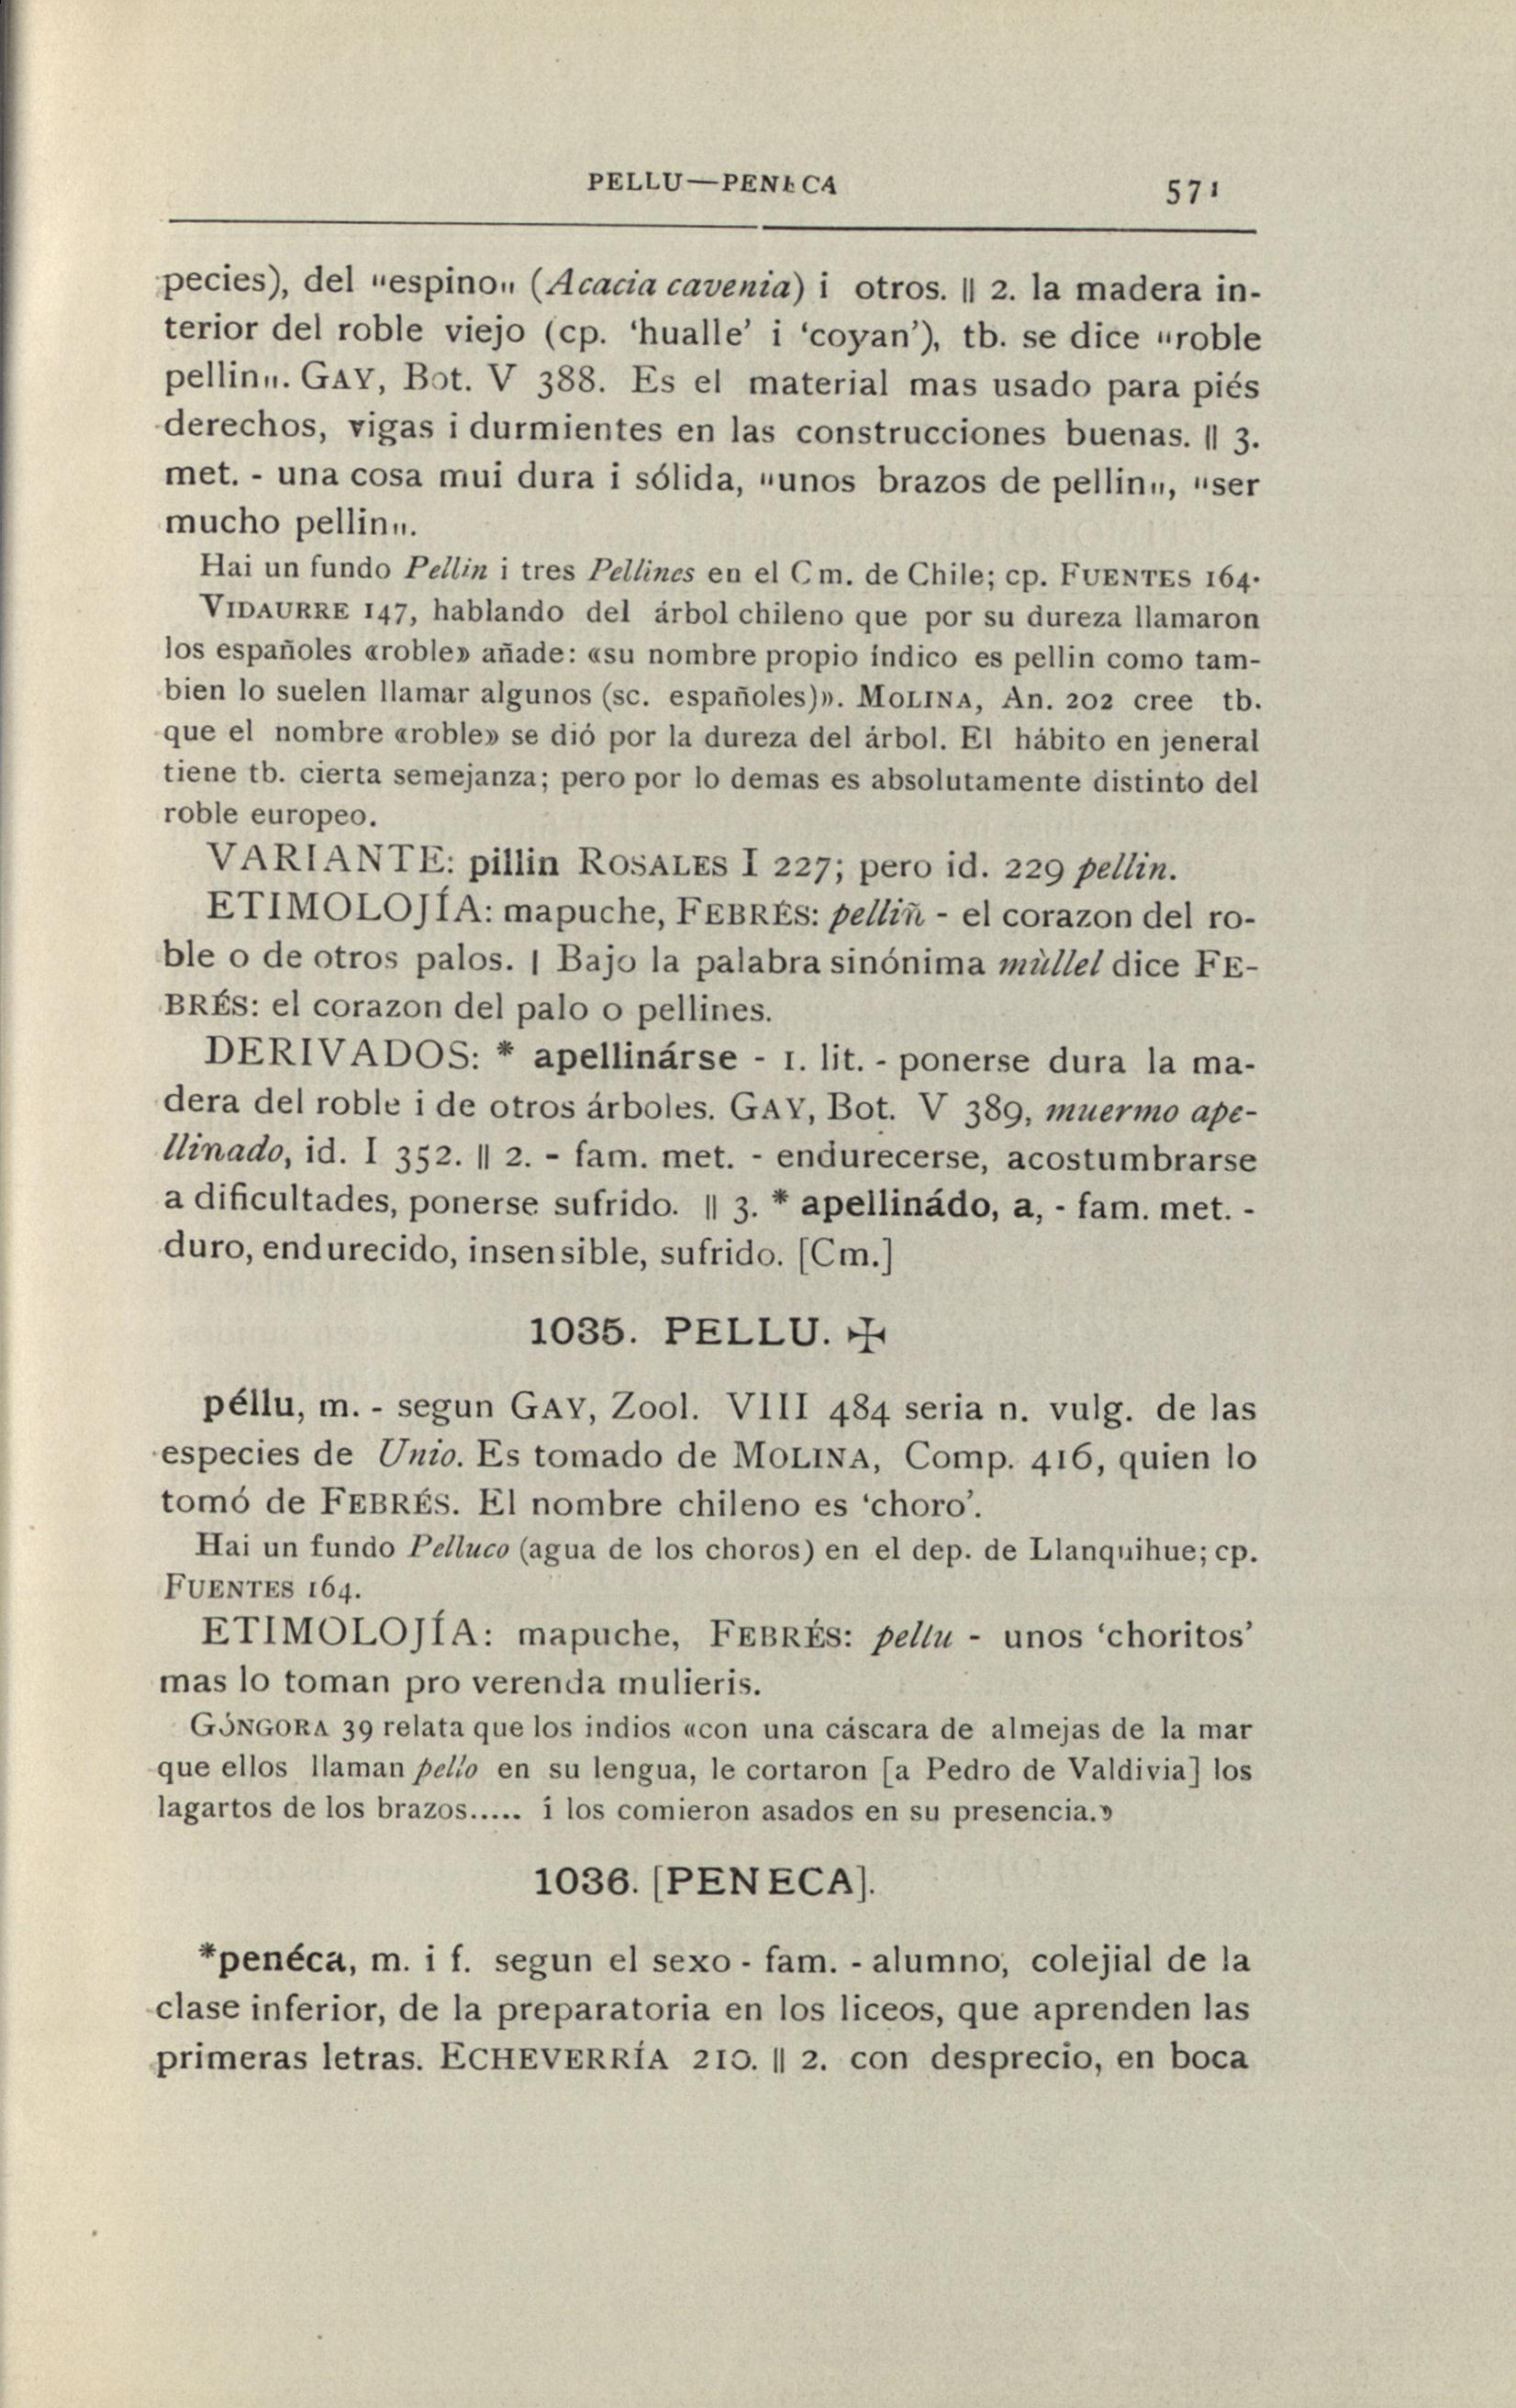 PELLU—PENECA 571
pecies), del "espino" (Acacia cavenia) i otros. || 2. la madera in-
terior del roble viejo (cp. ‘hualle’ i ‘coyan’), tb. se dice "roble
pellin". GAY, Bot. V 388. Es el material mas usado para piés
derechos, vigas i durmientes en las construcciones buenas. || 3.
met. - una cosa mui dura i sólida, "unos brazos de pellin", "ser
mucho pellin".
Hai un fundo Pellin i tres Pellines en el Cm. de Chile; cp. FUENTES 164.
VIDAURRE 147, hablando del árbol chileno que por su dureza llamaron
los españoles «roble» añade: «su nombre propio índico es pellin como tam-
bien lo suelen llamar algunos (sc. españoles)». MOLINA, An. 202 cree tb.
que el nombre «roble» se dió por la dureza del árbol. El hábito en jeneral
tiene tb. cierta semejanza; pero por lo demas es absolutamente distinto del
roble europeo.
VARIANTE: pillin ROSALES I 227; pero id. 229 pellin.
ETIMOLOJÍA: mapuche, FEBRÉS: pelliñ - el corazon del ro-
ble o de otros palos. | Bajo la palabra sinónima mùllel dice FE-
BRÉS: el corazon del palo o pellines.
DERIVADOS: * apellinárse - 1. lit. - ponerse dura la ma-
dera del roble i de otros árboles. GAY, Bot. V 389, muermo ape-
llinado, id. I 352. || 2. - fam. met. - endurecerse, acostumbrarse
a dificultades, ponerse sufrido. || 3. * apellinádo, a, - fam. met. -
duro, endurecido, insensible, sufrido. [Cm.]
1035. PELLU. ✠
péllu, m. - segun GAY, Zool. VIII 484 seria n. vulg. de las
especies de Unio. Es tomado de MOLINA, Comp. 416, quien lo
tomó de FEBRÉS. El nombre chileno es ‘choro’.
Hai un fundo Pelluco (agua de los choros) en el dep. de Llanquihue; cp.
FUENTES 164.
ETIMOLOJÍA: mapuche, FEBRÉS: pellu - unos ‘choritos’
mas lo toman pro verenda mulieris.
GÓNGORA 39 relata que los indios «con una cáscara de almejas de la mar
que ellos llaman pello en su lengua, le cortaron [a Pedro de Valdivia] los
lagartos de los brazos..... i los comieron asados en su presencia.»
1036. [PENECA].
*penéca, m. i f. segun el sexo - fam. - alumno, colejial de la
clase inferior, de la preparatoria en los liceos, que aprenden las
primeras letras. ECHEVERRÍA 210. || 2. con desprecio, en boca